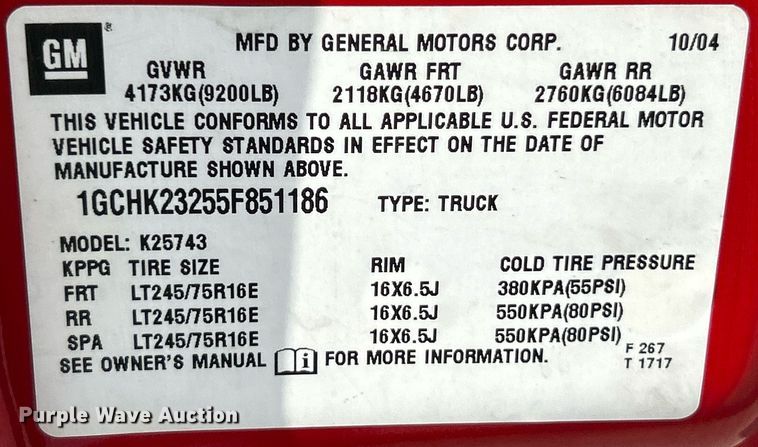 GM ®
MFD BY GENERAL MOTORS CORP. 10/04
GVWR GAWR FRT GAWR RR
4173KG(9200LB) 2118KG(4670LB) 2760KG(6084LB)
THIS VEHICLE CONFORMS TO ALL APPLICABLE U.S. FEDERAL MOTOR
VEHICLE SAFETY STANDARDS IN EFFECT ON THE DATE OF
MANUFACTURE SHOWN ABOVE.
1GCHK23255F851186 TYPE: TRUCK
MODEL: K25743
KPPG TIRE SIZE RIM COLD TIRE PRESSURE
FRT LT245/75R16E 16X6.5J 380KPA(55PSI)
RR LT245/75R16E 16X6.5J 550KPA(80PSI)
SPA LT245/75R16E 16X6.5J 550KPA(80PSI)
SEE OWNER'S MANUAL i FOR MORE INFORMATION.
F 267
T 1717
Purple Wave Auction